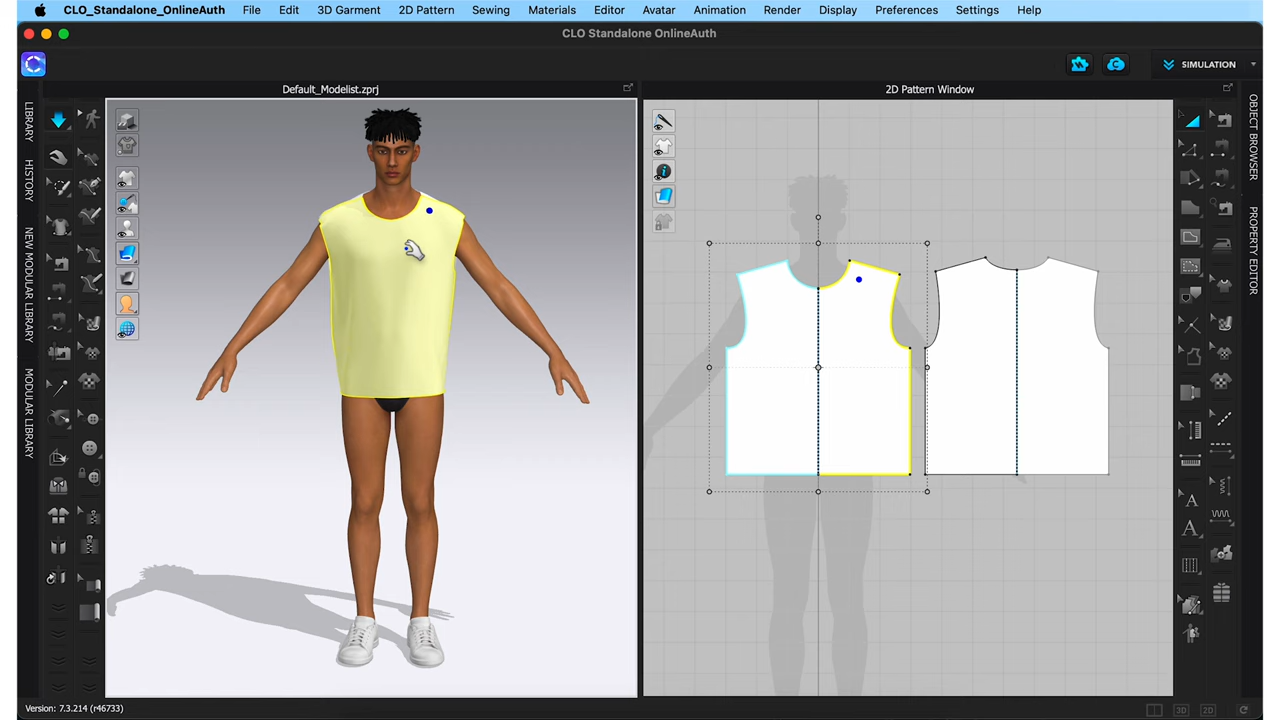 CLO_Standalone_OnlineAuth File Edit 3D Garment 2D Pattern Sewing Materials Editor Avatar Animation Render Display Preferences Settings Help
CLO Standalone OnlineAuth
SIMULATION
Default_Modelist.zprj
2D Pattern Window
LIBRARY
HISTORY
NEW MODULAR LIBRARY
MODULAR LIBRARY
OBJECT BROWSER
PROPERTY EDITOR
A
A
Version: 7.3.214 (r46733)
3D
2D